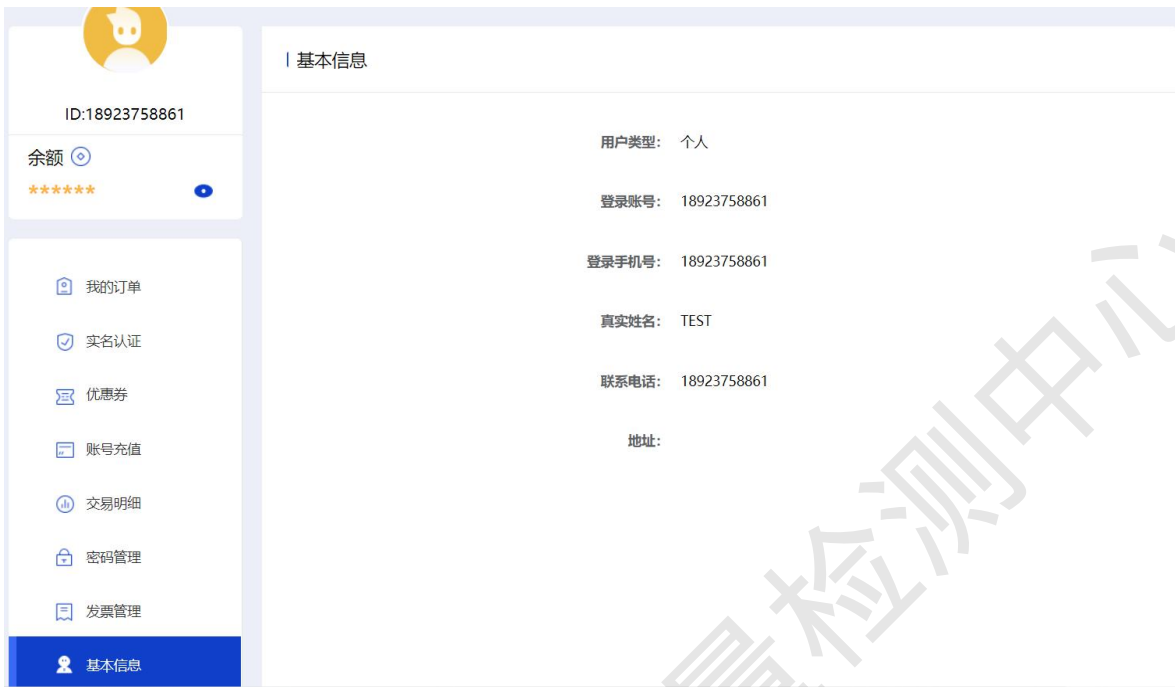 ID:18923758861
余额
******
我的订单
实名认证
优惠券
账号充值
交易明细
密码管理
发票管理
基本信息
基本信息
用户类型: 个人
登录账号: 18923758861
登录手机号: 18923758861
真实姓名: TEST
联系电话: 18923758861
地址:
量检测中心